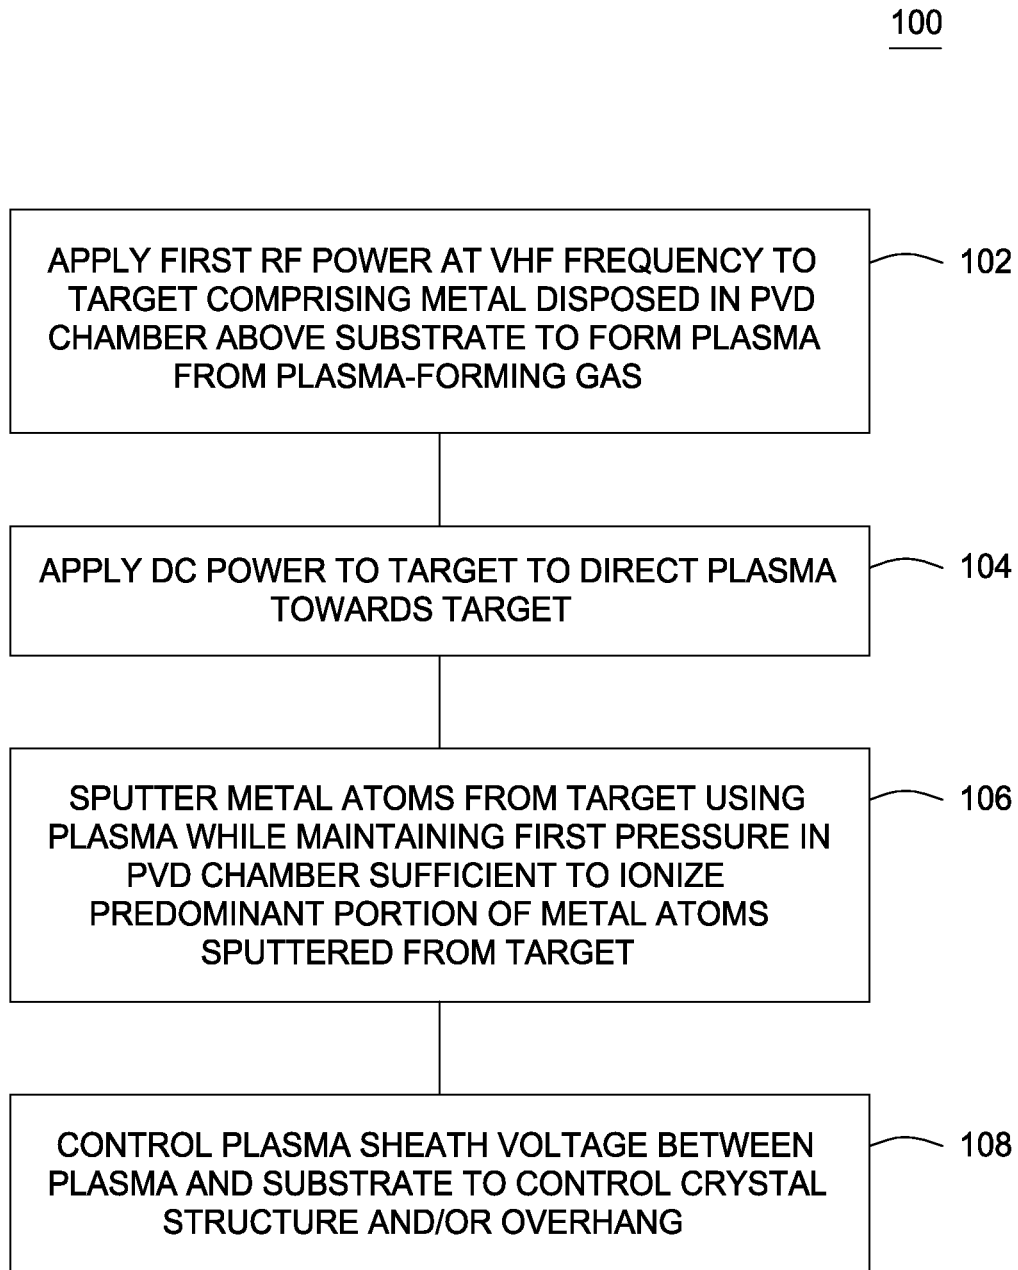 100
APPLY FIRST RF POWER AT VHF FREQUENCY TO
TARGET COMPRISING METAL DISPOSED IN PVD
CHAMBER ABOVE SUBSTRATE TO FORM PLASMA
FROM PLASMA-FORMING GAS
102
APPLY DC POWER TO TARGET TO DIRECT PLASMA
TOWARDS TARGET
104
SPUTTER METAL ATOMS FROM TARGET USING
PLASMA WHILE MAINTAINING FIRST PRESSURE IN
PVD CHAMBER SUFFICIENT TO IONIZE
PREDOMINANT PORTION OF METAL ATOMS
SPUTTERED FROM TARGET
106
CONTROL PLASMA SHEATH VOLTAGE BETWEEN
PLASMA AND SUBSTRATE TO CONTROL CRYSTAL
STRUCTURE AND/OR OVERHANG
108